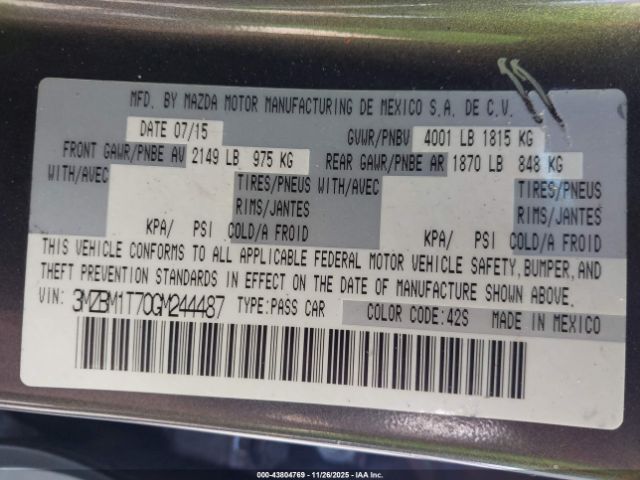 MFD. BY MAZDA MOTOR MANUFACTURING DE MEXICO S.A. DE C.V.
DATE 07/15 GVWR/PNBV 4001 LB 1815 KG
FRONT GAWR/PNBE AV 2149 LB 975 KG REAR GAWR/PNBE AR 1870 LB 848 KG
WITH/AVEC TIRES/PNEUS WITH/AVEC TIRES/PNEUS
RIMS/JANTES RIMS/JANTES
KPA/ PSI COLD/A FROID KPA/ PSI COLD/A FROID
THIS VEHICLE CONFORMS TO ALL APPLICABLE FEDERAL MOTOR VEHICLE SAFETY, BUMPER, AND
THEFT PREVENTION STANDARDS IN EFFECT ON THE DATE OF MANUFACTURE SHOWN ABOVE.
VIN: 3MZBM1T70GM244487 TYPE:PASS CAR COLOR CODE:42S MADE IN MEXICO
000-43804769 - 11/26/2025 - IAA Inc.